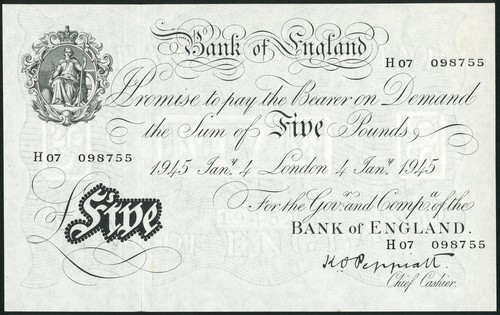 Bank of England
H07 098755
I Promise to pay the Bearer on Demand
the Sum of Five Pounds
H07 098755
1945 Jan.y 4 London 4 Jan.y 1945
For the Gov.r and Comp.a of the
£Five
BANK OF ENGLAND.
H07 098755
K O Peppiatt
Chief Cashier.